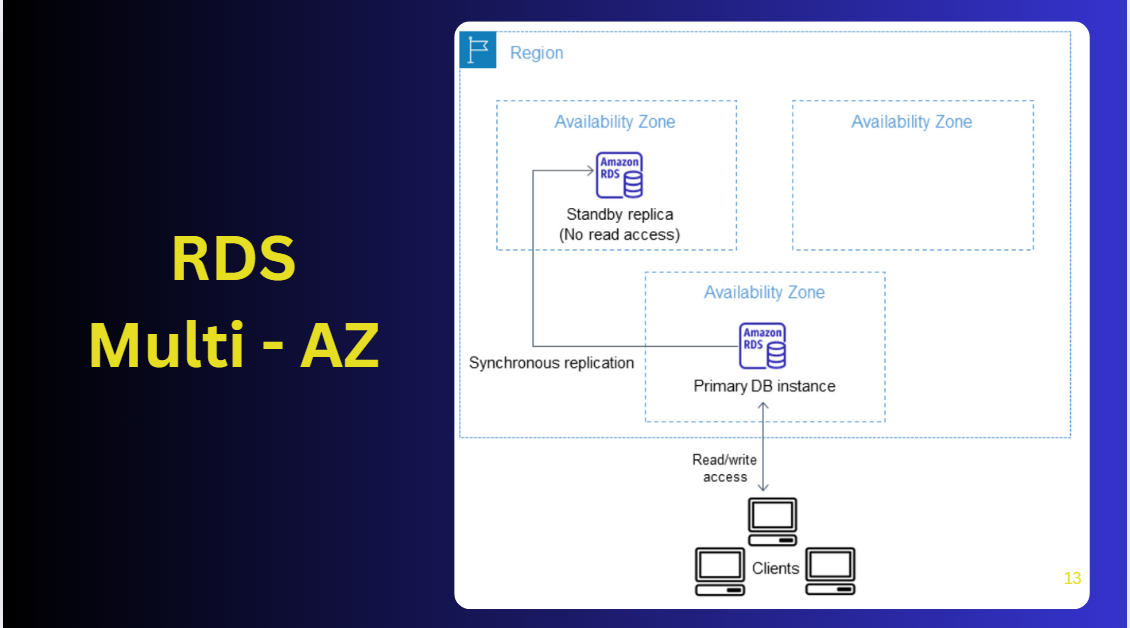 RDS
Multi - AZ
Region
Availability Zone
Amazon
RDS
Standby replica
(No read access)
Availability Zone
Availability Zone
Amazon
RDS
Primary DB instance
Synchronous replication
Read/write
access
Clients
13